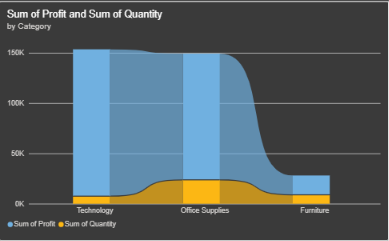 Sum of Profit and Sum of Quantity
by Category
150K
100K
50K
0K
Technology Office Supplies Furniture
Sum of Profit Sum of Quantity